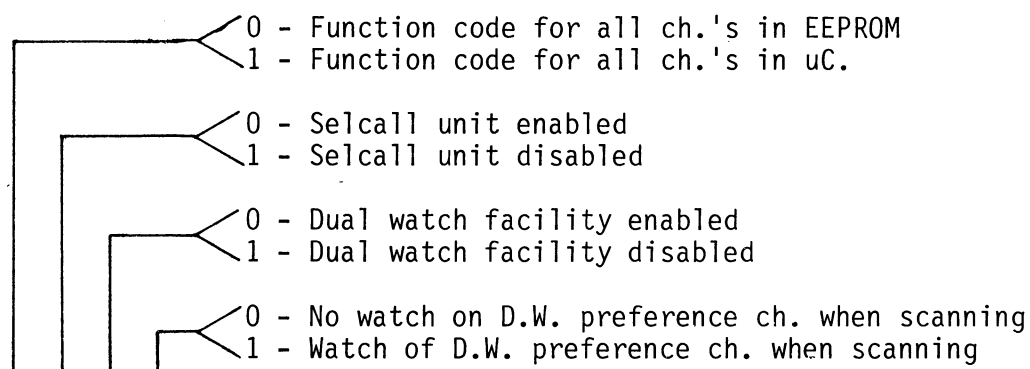 0 - Function code for all ch.'s in EEPROM
1 - Function code for all ch.'s in uC.
0 - Selcall unit enabled
1 - Selcall unit disabled
0 - Dual watch facility enabled
1 - Dual watch facility disabled
0 - No watch on D.W. preference ch. when scanning
1 - Watch of D.W. preference ch. when scanning